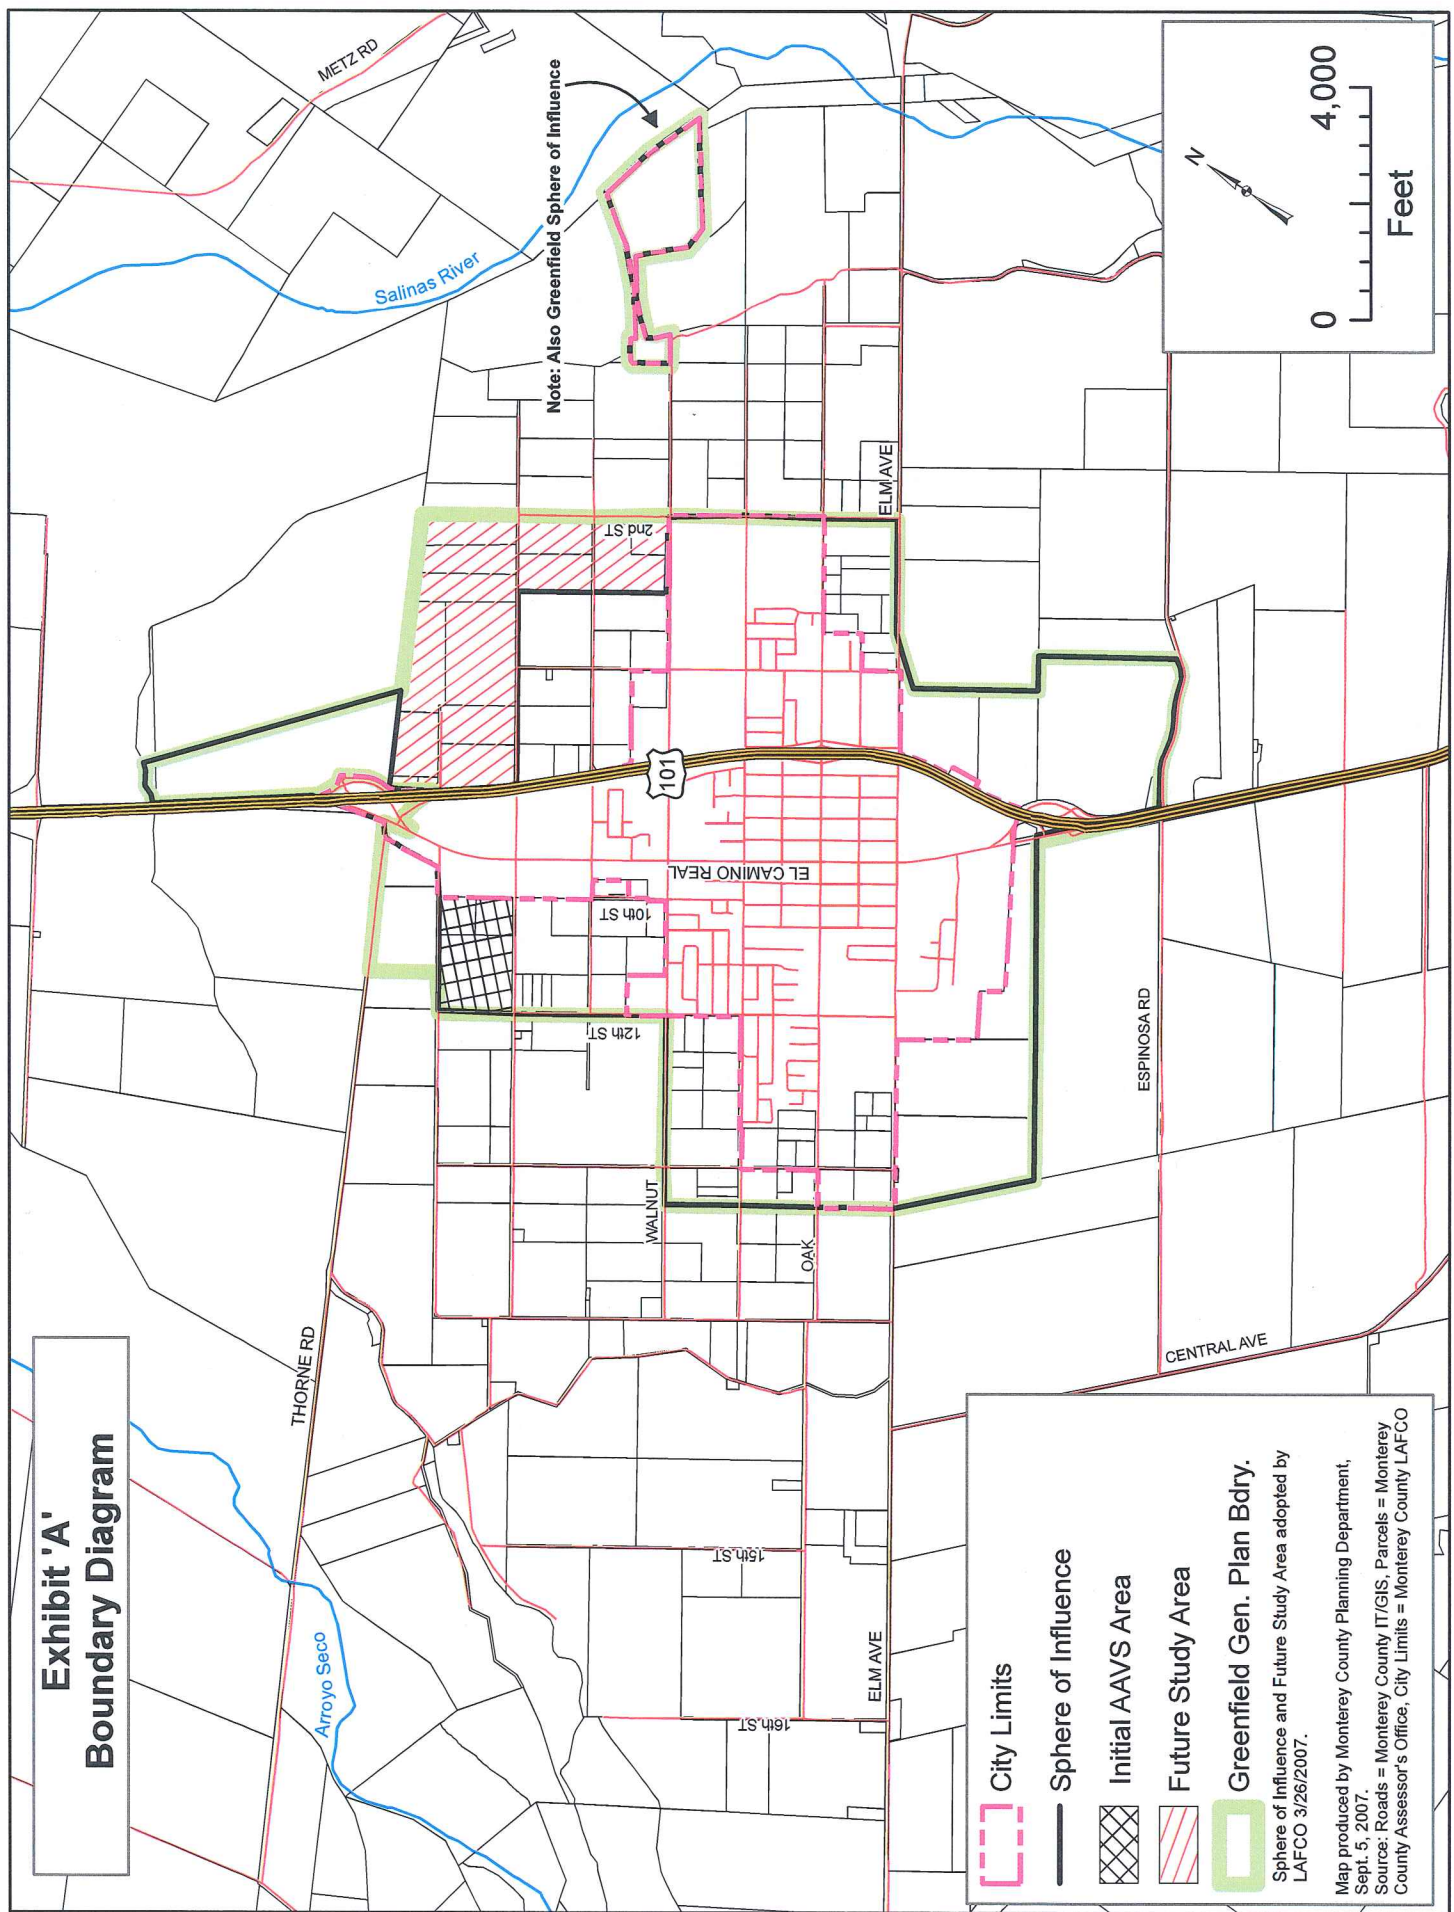 Exhibit 'A'
Boundary Diagram
METZ RD
Salinas River
Note: Also Greenfield Sphere of Influence
THORNE RD
Arroyo Seco
2nd ST
ELM AVE
101
EL CAMINO REAL
10th ST
12th ST
WALNUT
OAK
ESPINOSA RD
CENTRAL AVE
15th ST
16th ST
ELM AVE
N
0
4,000
Feet
City Limits
Sphere of Influence
Initial AAVS Area
Future Study Area
Greenfield Gen. Plan Bdry.
Sphere of Influence and Future Study Area adopted by
LAFCO 3/26/2007.
Map produced by Monterey County Planning Department,
Sept. 5, 2007.
Source: Roads = Monterey County IT/GIS, Parcels = Monterey
County Assessor's Office, City Limits = Monterey County LAFCO